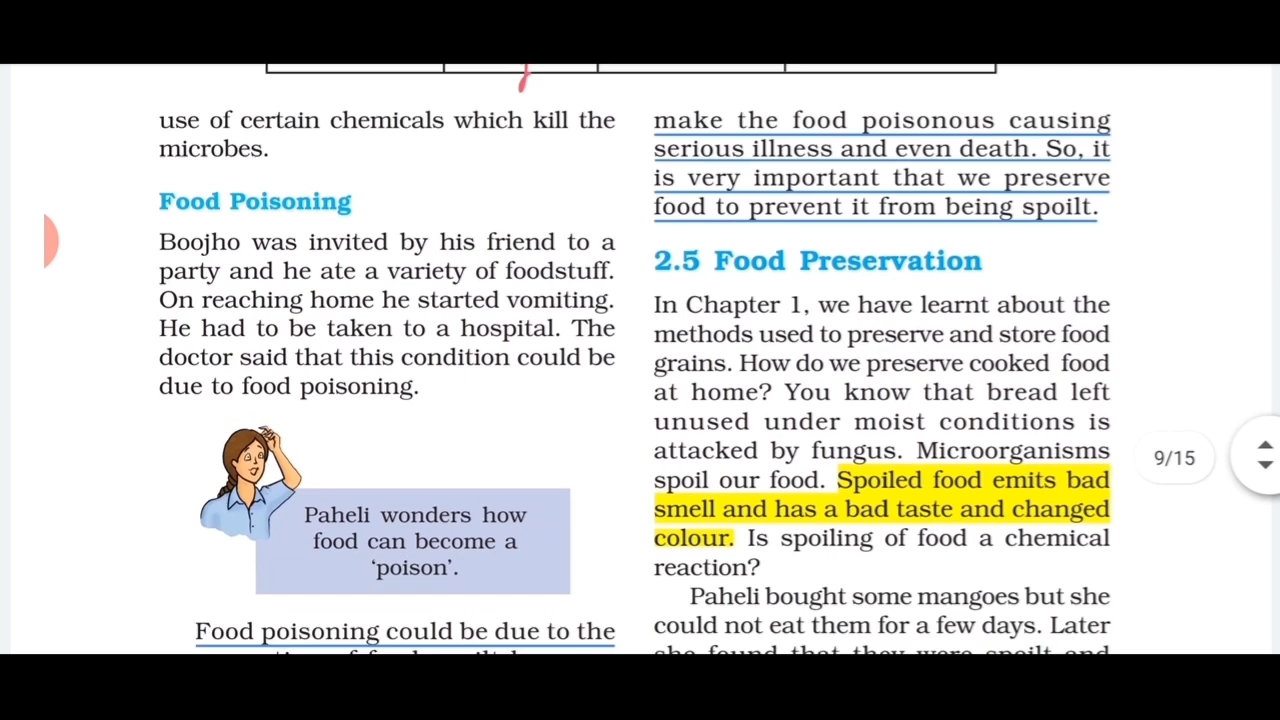 use of certain chemicals which kill the
microbes.
Food Poisoning
Boojho was invited by his friend to a
party and he ate a variety of foodstuff.
On reaching home he started vomiting.
He had to be taken to a hospital. The
doctor said that this condition could be
due to food poisoning.
Paheli wonders how
food can become a
‘poison’.
Food poisoning could be due to the
make the food poisonous causing
serious illness and even death. So, it
is very important that we preserve
food to prevent it from being spoilt.
2.5 Food Preservation
In Chapter 1, we have learnt about the
methods used to preserve and store food
grains. How do we preserve cooked food
at home? You know that bread left
unused under moist conditions is
attacked by fungus. Microorganisms
spoil our food. Spoiled food emits bad
smell and has a bad taste and changed
colour. Is spoiling of food a chemical
reaction?
Paheli bought some mangoes but she
could not eat them for a few days. Later
she found that they were spoilt and
9/15